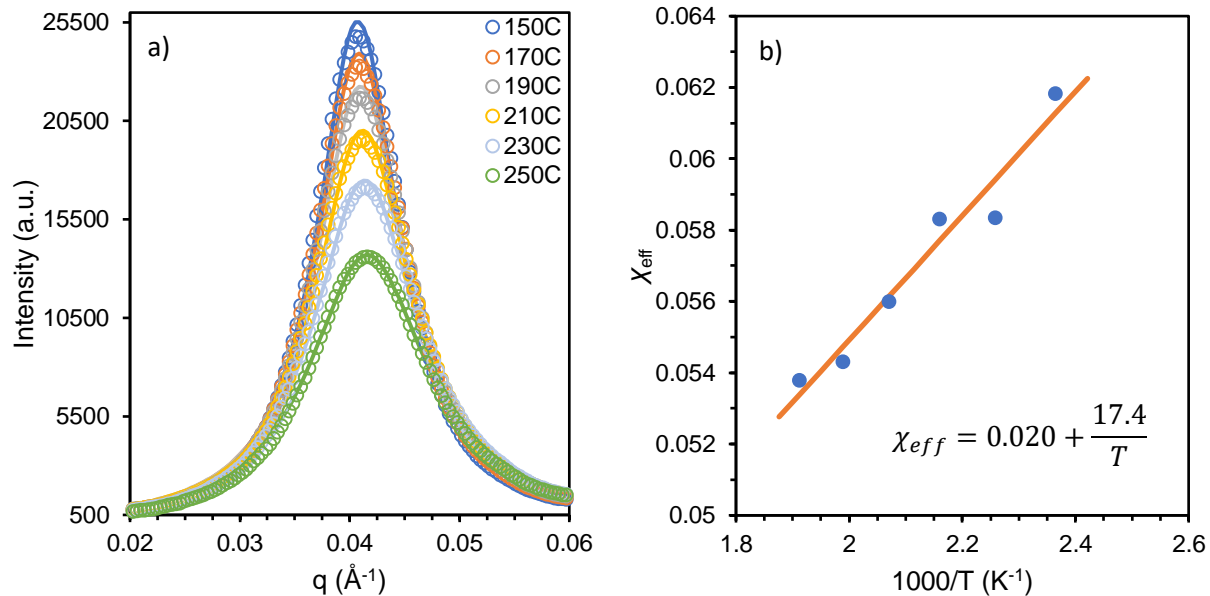 a)
25500
20500
15500
10500
5500
500
Intensity (a.u.)
150C
170C
190C
210C
230C
250C
0.02
0.03
0.04
0.05
0.06
q (Å⁻¹)
b)
0.064
0.062
0.06
0.058
0.056
0.054
0.052
0.05
χeff
χeff = 0.020 + 17.4/T
1.8
2
2.2
2.4
2.6
1000/T (K⁻¹)